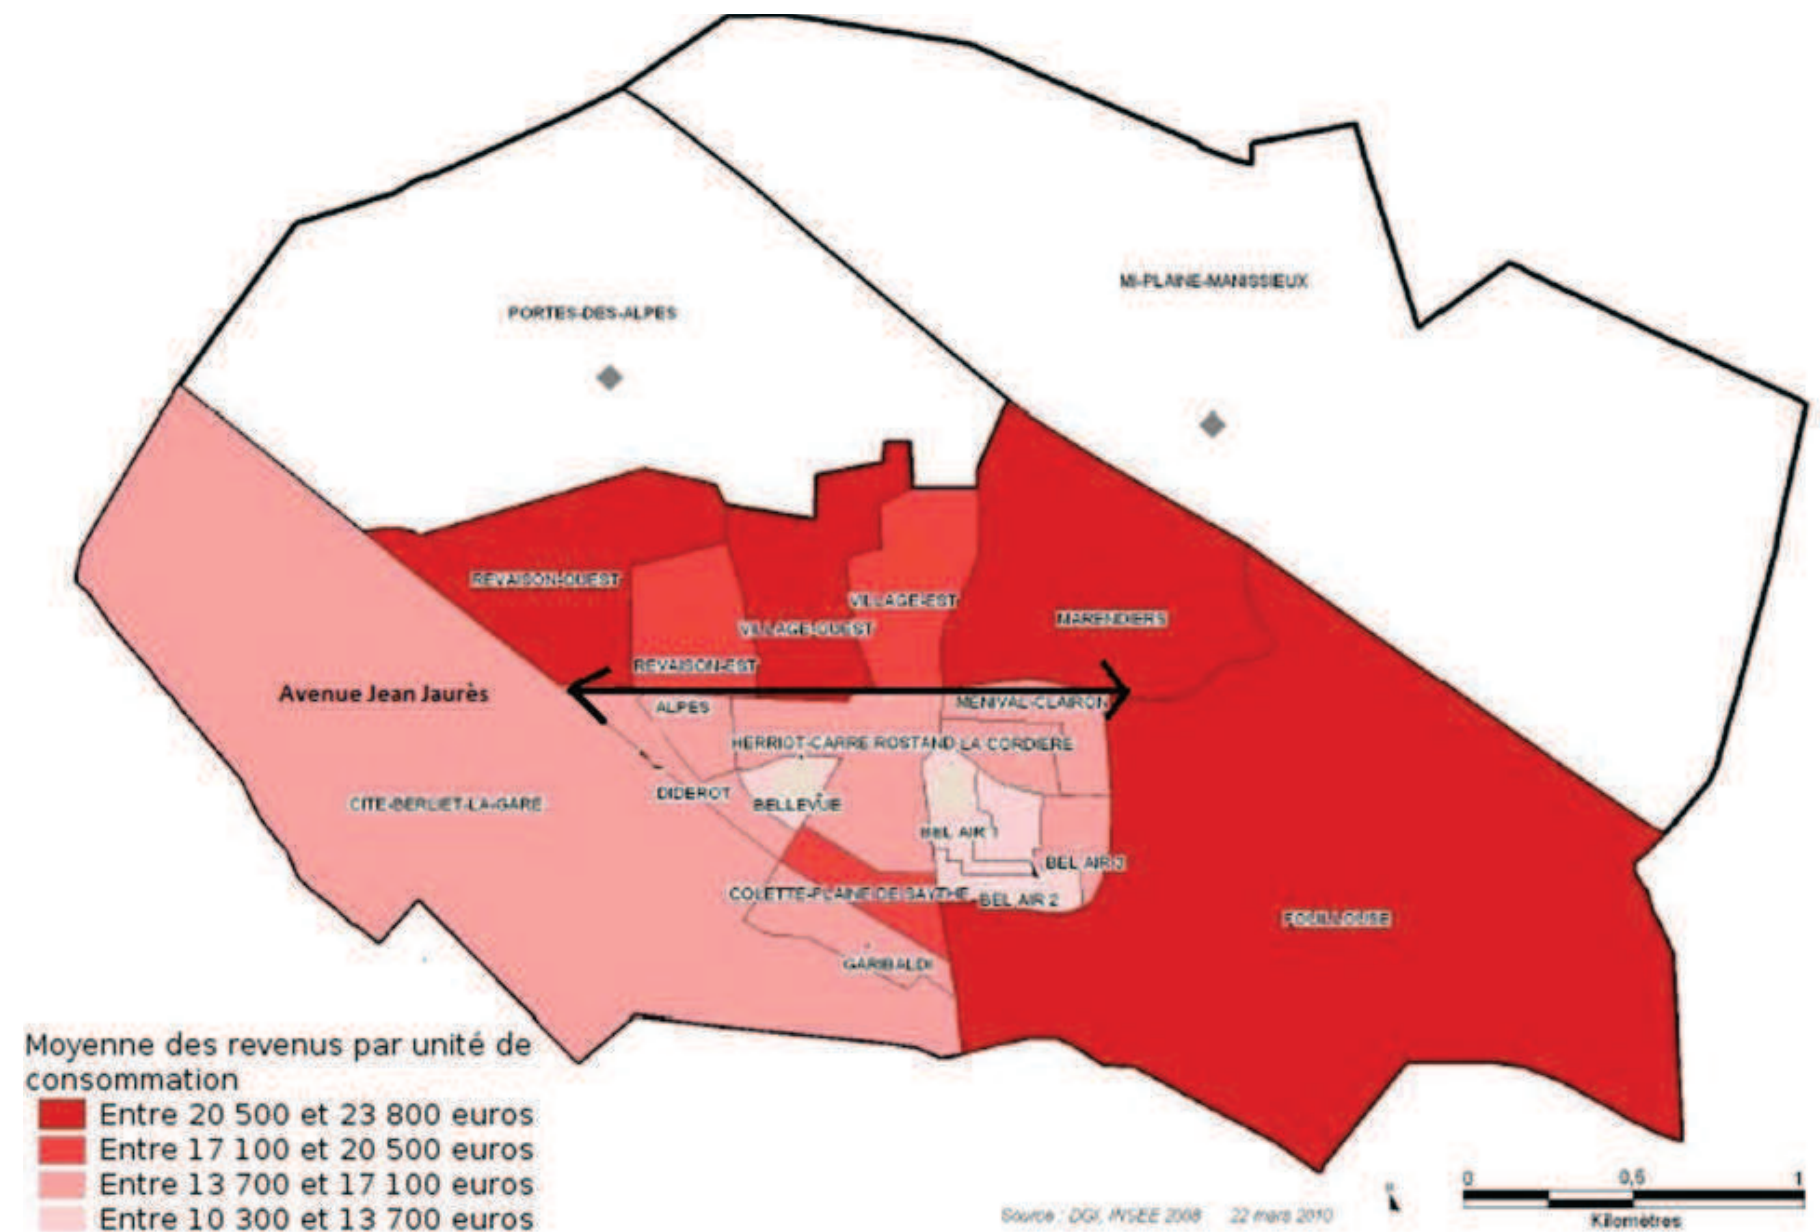 MI-PLAINE-MANISSIEUX
PORTES-DES-ALPES
REVAISON-OUEST
VILLAGE-EST
MARENDIERS
VILLAGE-OUEST
REVAISON-EST
Avenue Jean Jaurès
ALPES
MENIVAL-CLAIRON
HERRIOT-CARRE ROSTAND
LA CORDIERE
DIDEROT
CITE-BERLIET-LA-GARE
BELLEVUE
BEL AIR 1
BEL AIR 3
COLETTE-PLAINE DE SAYTHE
BEL AIR 2
FOUILLOUSE
GARIBALDI
Moyenne des revenus par unité de
consommation
Entre 20 500 et 23 800 euros
Entre 17 100 et 20 500 euros
Entre 13 700 et 17 100 euros
Entre 10 300 et 13 700 euros
Source : DGI, INSEE 2008 22 mars 2010
0 0,5 1
Kilomètres